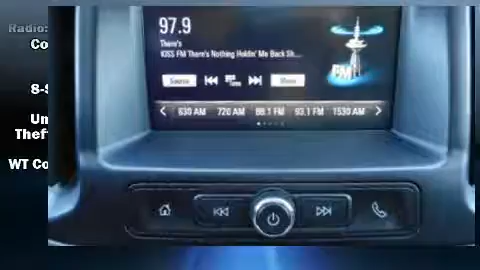 Radio:
Co
8-S
Un
Theft
WT Co
97.9
There's
KISS FM There's Nothing Holdin' Me Back Sh...
FM
Source
Menu
630 AM 720 AM 88.1 FM 93.1 FM 1530 AM